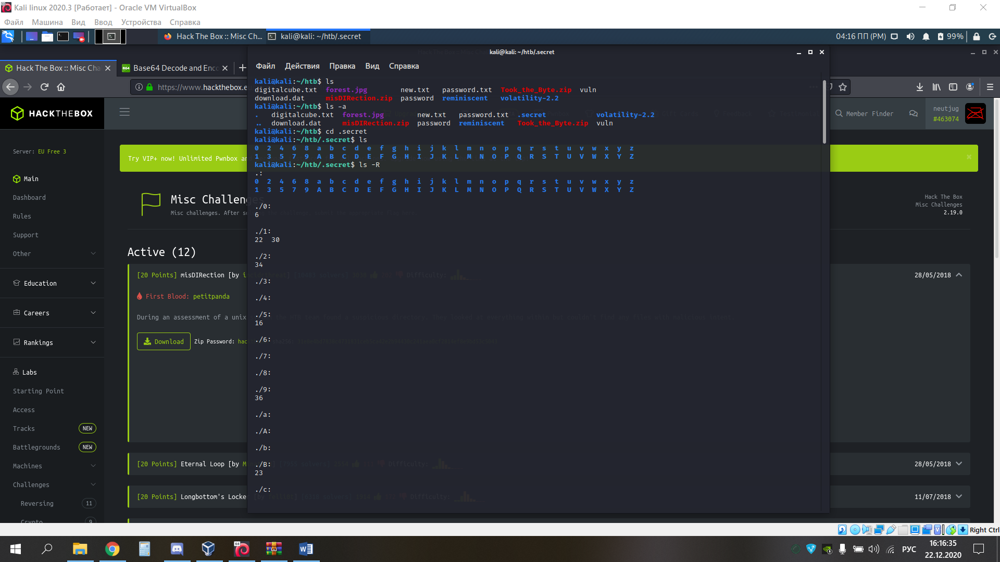 Kali linux 2020.3 [Работает] - Oracle VM VirtualBox
Файл Машина Вид Ввод Устройства Справка
Hack The Box :: Misc Ch... kali@kali: ~/htb/.secret 04:16 ПП (PM) 99%
kali@kali: ~/htb/.secret
Hack The Box :: Misc Cha Base64 Decode and Enc
Файл Действия Правка Вид Справка
https://www.hackthebox.e
kali@kali:~/htb$ ls
digitalcube.txt forest.jpg new.txt password.txt Took_the_Byte.zip vuln
download.dat misDIRection.zip password reminiscent volatility-2.2
kali@kali:~/htb$ ls -a
. digitalcube.txt forest.jpg new.txt password.txt .secret volatility-2.2
.. download.dat misDIRection.zip password reminiscent Took_the_Byte.zip vuln
kali@kali:~/htb$ cd .secret
kali@kali:~/htb/.secret$ ls
0 2 4 6 8 a b c d e f g h i j k l m n o p q r s t u v w x y z
1 3 5 7 9 A B C D E F G H I J K L M N O P Q R S T U V W X Y Z
kali@kali:~/htb/.secret$ ls -R
.:
0 2 4 6 8 a b c d e f g h i j k l m n o p q r s t u v w x y z
1 3 5 7 9 A B C D E F G H I J K L M N O P Q R S T U V W X Y Z
./0:
6
./1:
22 30
./2:
34
./3:
./4:
./5:
16
./6:
./7:
./8:
./9:
36
./a:
./A:
./b:
./B:
23
./c:
HACKTHEBOX
Member Finder
neutjug
#463074
Server: EU Free 3
Main
Dashboard
Rules
Support
Other
Education
Careers
Rankings
Labs
Starting Point
Access
Tracks NEW
Battlegrounds NEW
Machines
Challenges
Reversing 11
Crypto 9
Try VIP+ now! Unlimited Pwnbox an
Misc Challenges
Misc challenges. After
Hack The Box
Misc Challenges
2.19.0
Active (12)
[20 Points] misDIRection [by Difficulty: 28/05/2018
First Blood: petitpanda
During an assessment of a unix
Download Zip Password: hac
[20 Points] Eternal Loop [by Difficulty: 28/05/2018
[20 Points] Longbottom's Locke Difficulty: 11/07/2018
Right Ctrl
РУС
16:16:35
22.12.2020